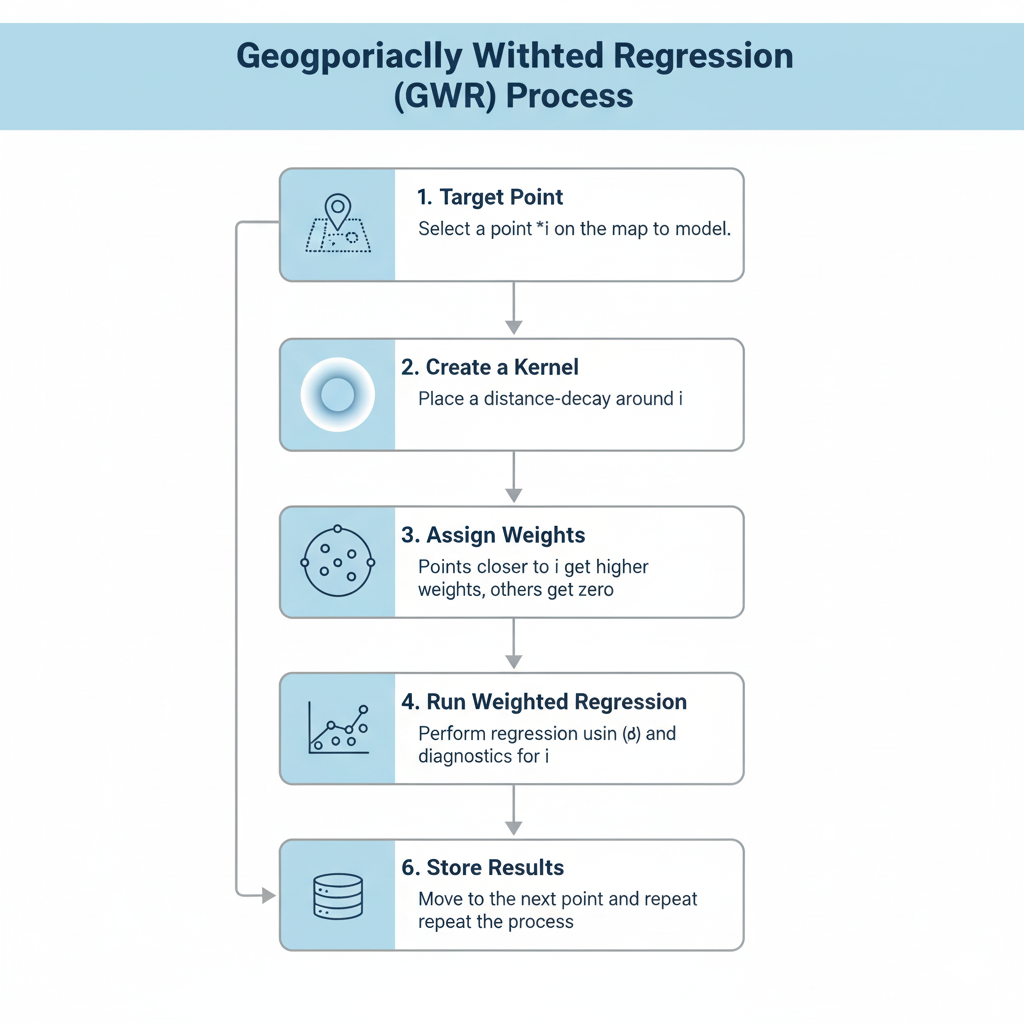 Geogporiaclly Withted Regression
(GWR) Process
1. Target Point
Select a point *i on the map to model.
2. Create a Kernel
Place a distance-decay around i
3. Assign Weights
Points closer to i get higher
weights, others get zero
4. Run Weighted Regression
Perform regression usin and
diagnostics for i
6. Store Results
Move to the next point and repeat
repeat the process